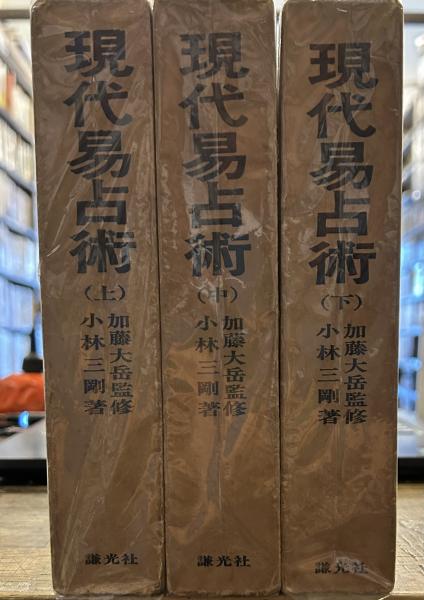 現代易占術
(上)
加藤大岳監修
小林三剛著
謙光社
現代易占術
(中)
加藤大岳監修
小林三剛著
謙光社
現代易占術
(下)
加藤大岳監修
小林三剛著
謙光社